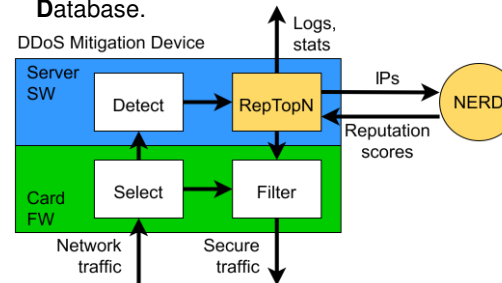 Database.
DDoS Mitigation Device
Logs,
stats
Server
SW
Detect
RepTopN
IPs
NERD
Reputation
scores
Card
FW
Select
Filter
Network
traffic
Secure
traffic